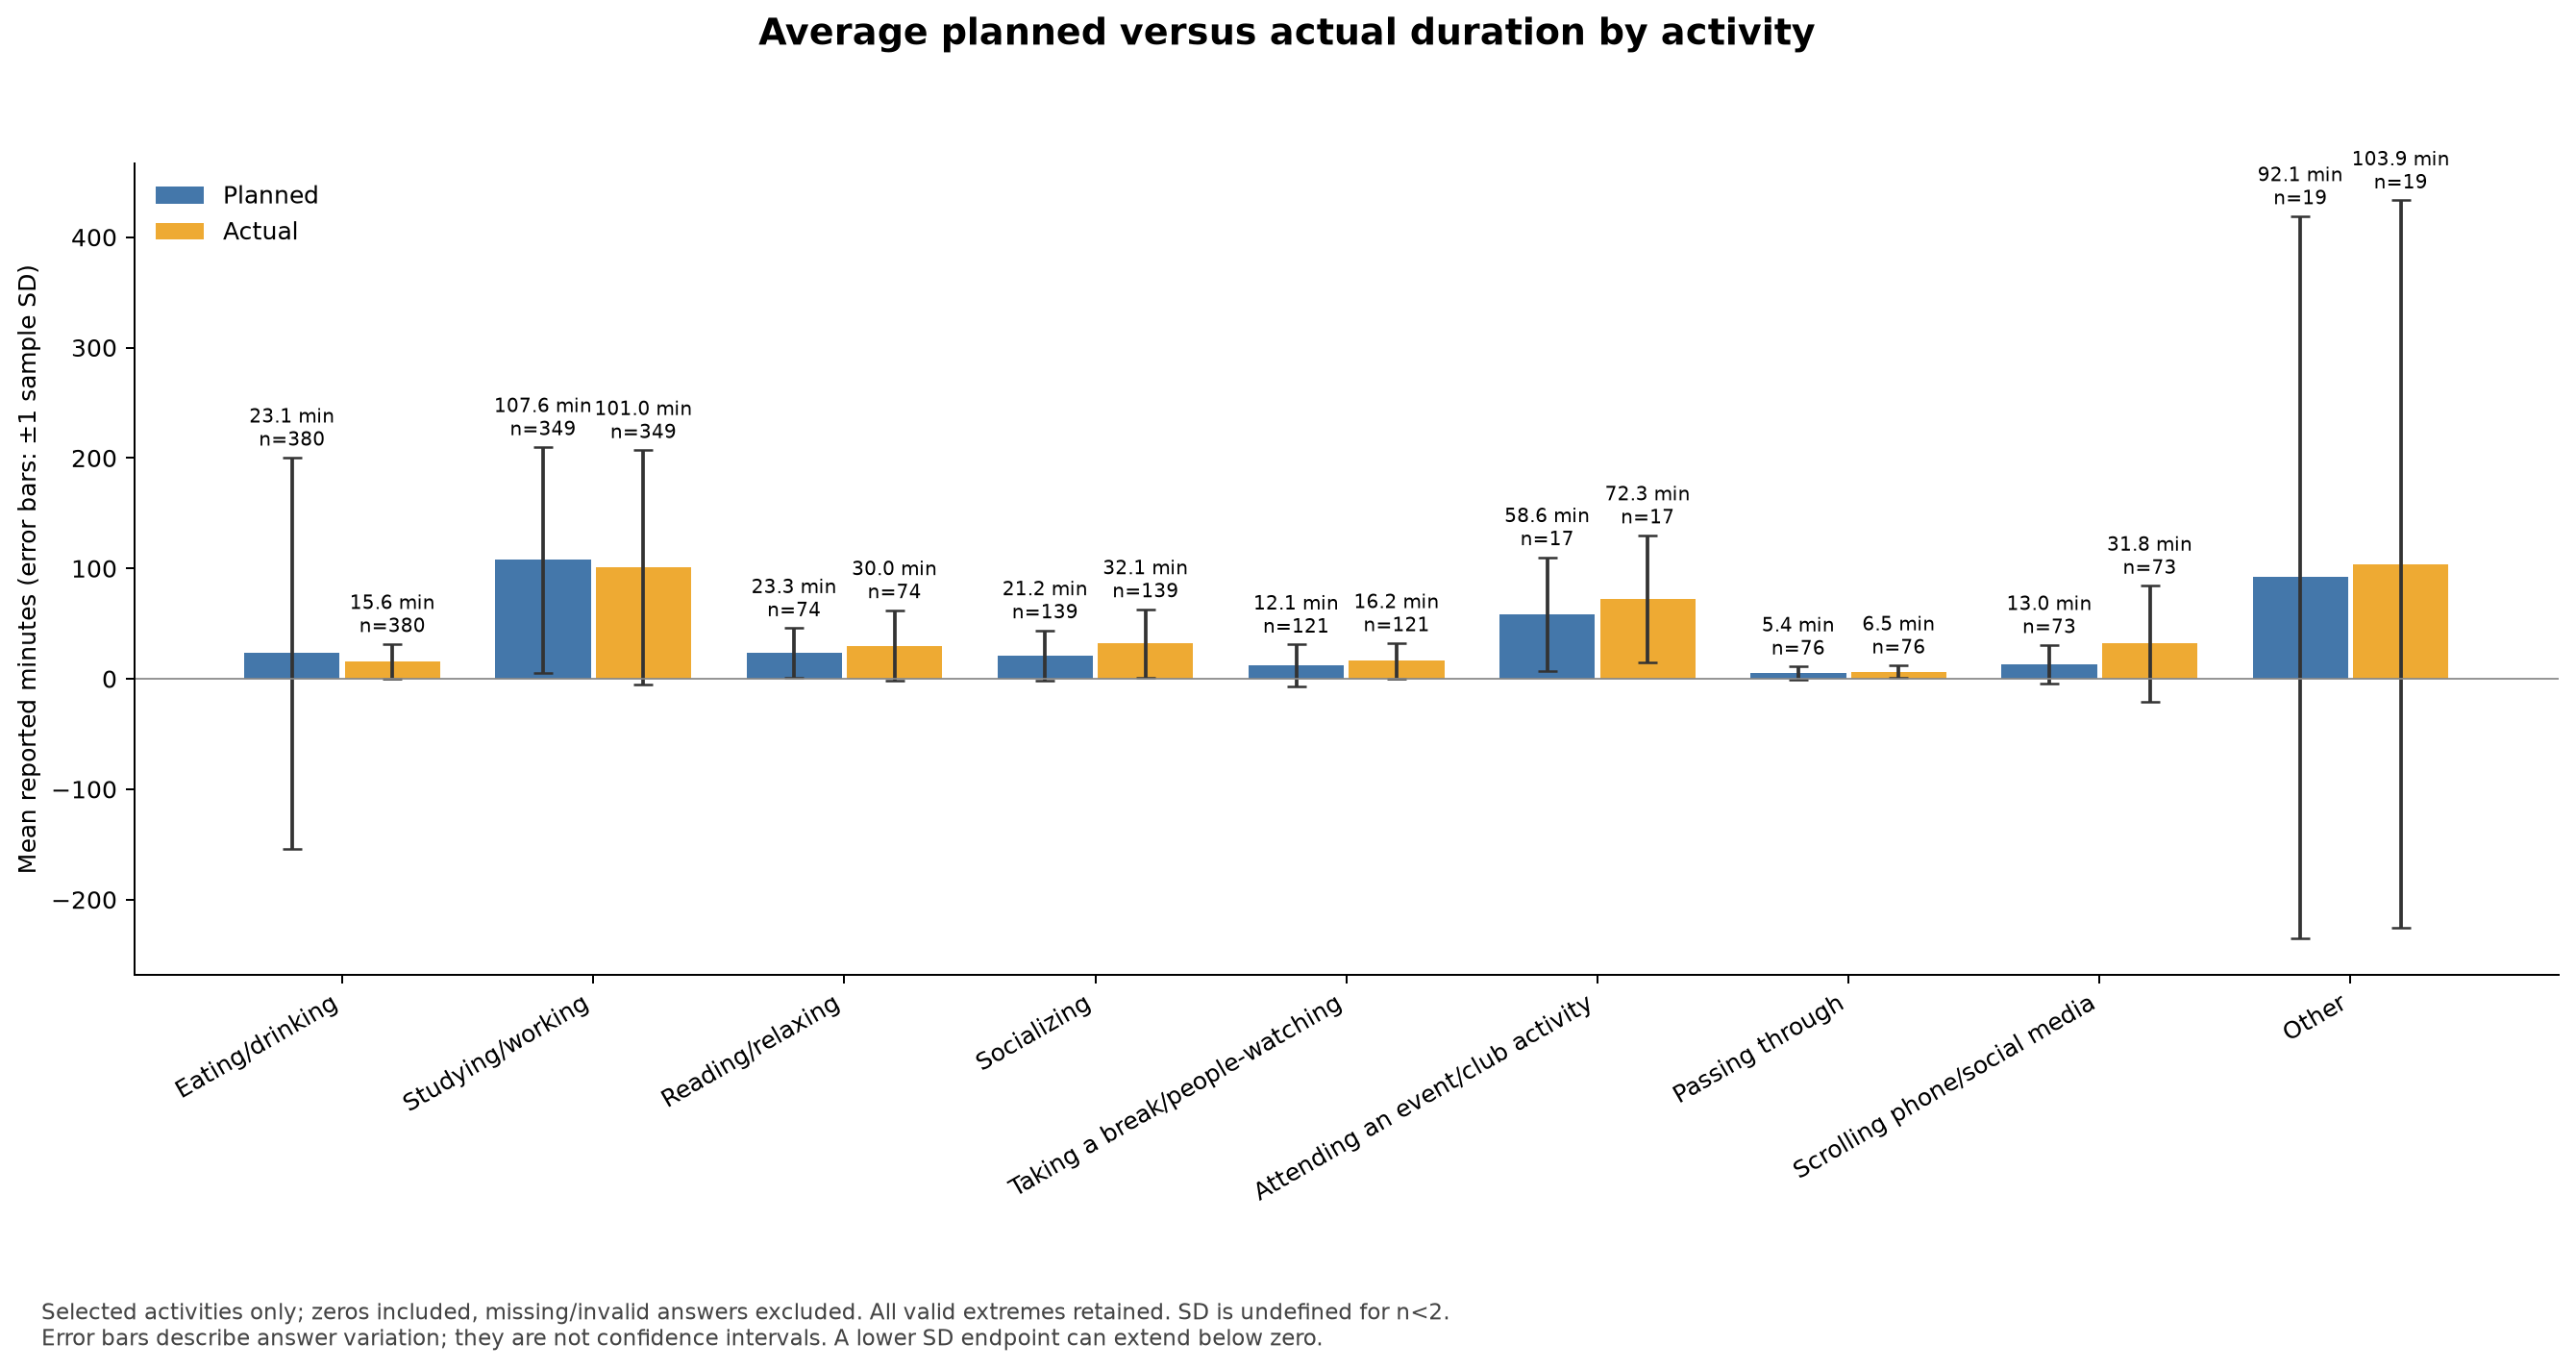 Average planned versus actual duration by activity
Planned
Actual
Mean reported minutes (error bars: ±1 sample SD)
400
300
200
100
0
−100
−200
23.1 min
n=380
15.6 min
n=380
107.6 min
n=349
101.0 min
n=349
23.3 min
n=74
30.0 min
n=74
21.2 min
n=139
32.1 min
n=139
12.1 min
n=121
16.2 min
n=121
58.6 min
n=17
72.3 min
n=17
5.4 min
n=76
6.5 min
n=76
13.0 min
n=73
31.8 min
n=73
92.1 min
n=19
103.9 min
n=19
Eating/drinking
Studying/working
Reading/relaxing
Socializing
Taking a break/people-watching
Attending an event/club activity
Passing through
Scrolling phone/social media
Other
Selected activities only; zeros included, missing/invalid answers excluded. All valid extremes retained. SD is undefined for n<2.
Error bars describe answer variation; they are not confidence intervals. A lower SD endpoint can extend below zero.